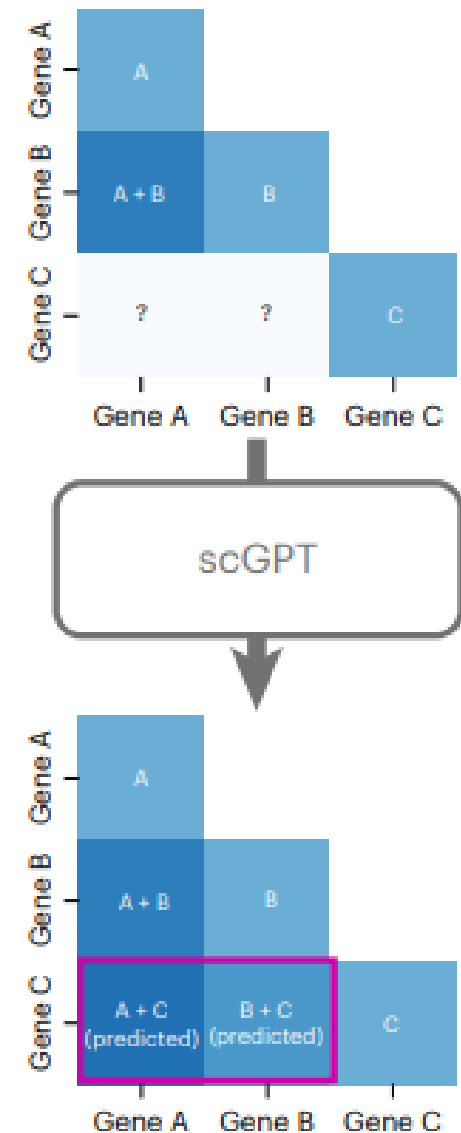 Gene A
A
Gene B
A + B
B
Gene C
?
?
C
Gene A
Gene B
Gene C
scGPT
Gene A
A
Gene B
A + B
B
Gene C
A + C
(predicted)
B + C
(predicted)
C
Gene A
Gene B
Gene C